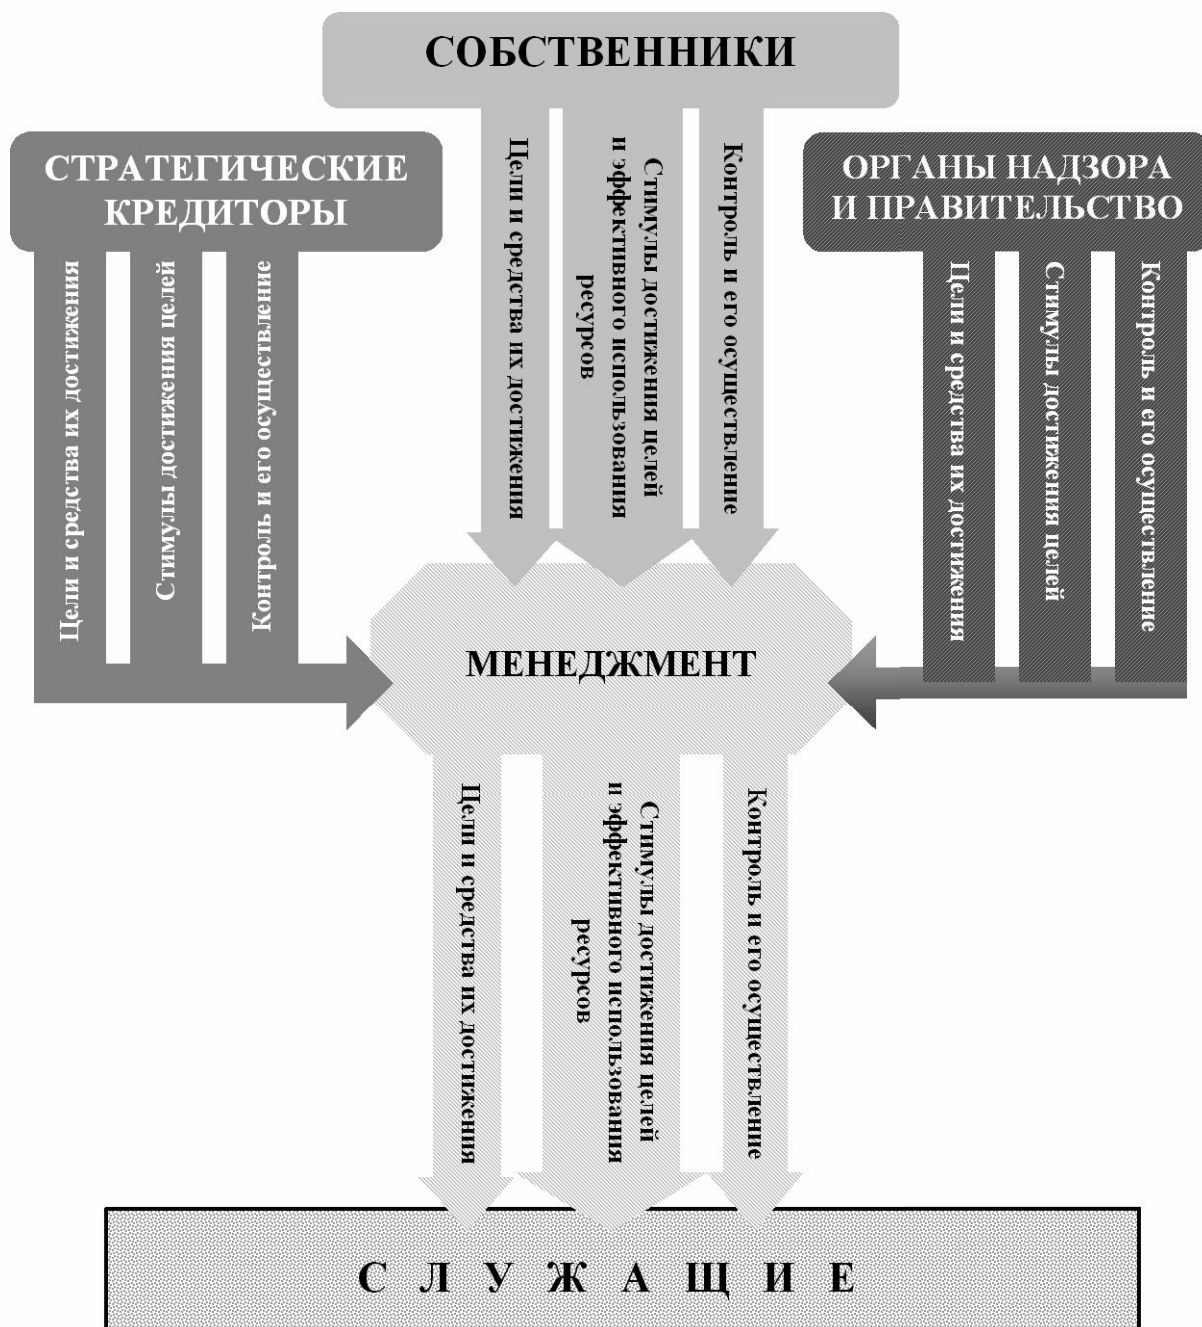 СОБСТВЕННИКИ
СТРАТЕГИЧЕСКИЕ
КРЕДИТОРЫ
ОРГАНЫ НАДЗОРА
И ПРАВИТЕЛЬСТВО
Цели и средства их достижения
Стимулы достижения целей
Контроль и его осуществление
Цели и средства их достижения
Стимулы достижения целей
и эффективного использования
ресурсов
Контроль и его осуществление
Цели и средства их достижения
Стимулы достижения целей
Контроль и его осуществление
МЕНЕДЖМЕНТ
Цели и средства их достижения
Стимулы достижения целей
и эффективного использования
ресурсов
Контроль и его осуществление
С Л У Ж А Щ И Е